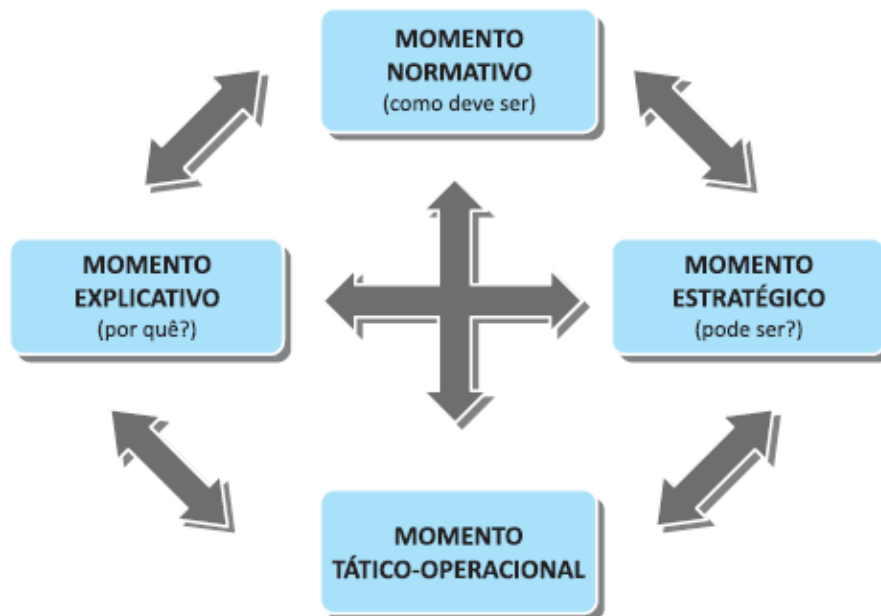 MOMENTO
NORMATIVO
(como deve ser)
MOMENTO
EXPLICATIVO
(por quê?)
MOMENTO
ESTRATÉGICO
(pode ser?)
MOMENTO
TÁTICO-OPERACIONAL